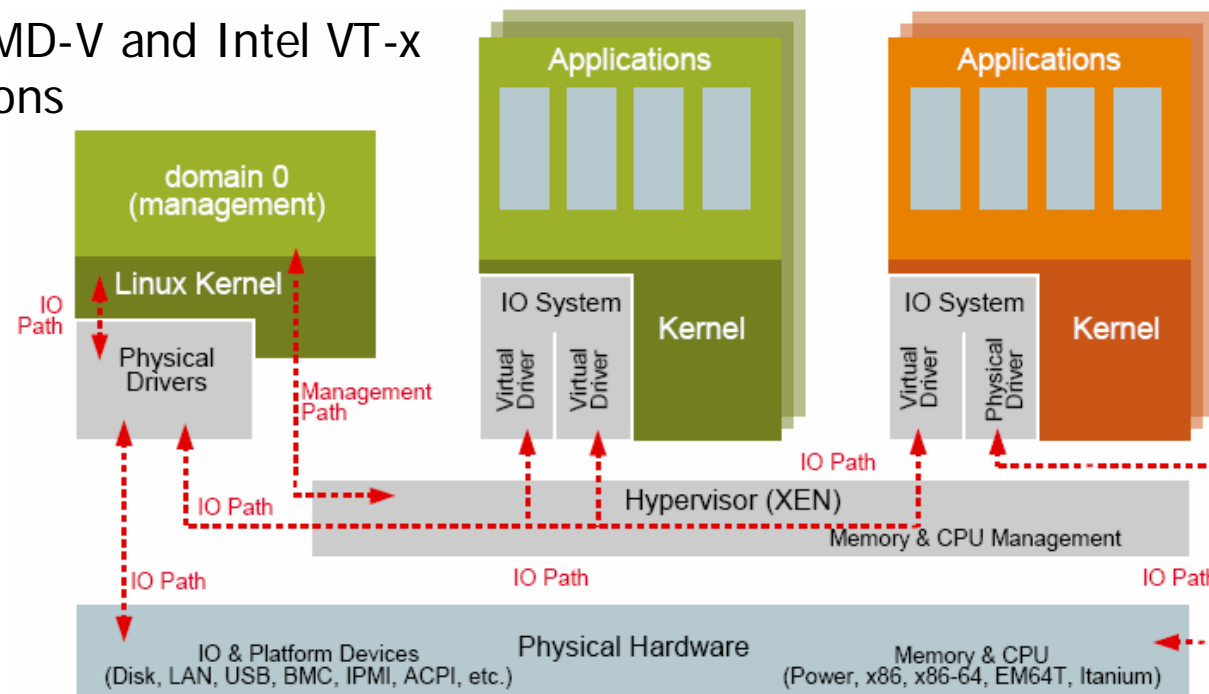 MD-V and Intel VT-x
ons
domain 0
(management)
Linux Kernel
IO
Path
Physical
Drivers
Management
Path
Applications
IO System
Virtual
Driver
Virtual
Driver
Kernel
Applications
IO System
Virtual
Driver
Physical
Driver
Kernel
IO Path
IO Path
Hypervisor (XEN)
Memory & CPU Management
IO Path
IO Path
IO Path
Physical Hardware
IO & Platform Devices
(Disk, LAN, USB, BMC, IPMI, ACPI, etc.)
Memory & CPU
(Power, x86, x86-64, EM64T, Itanium)